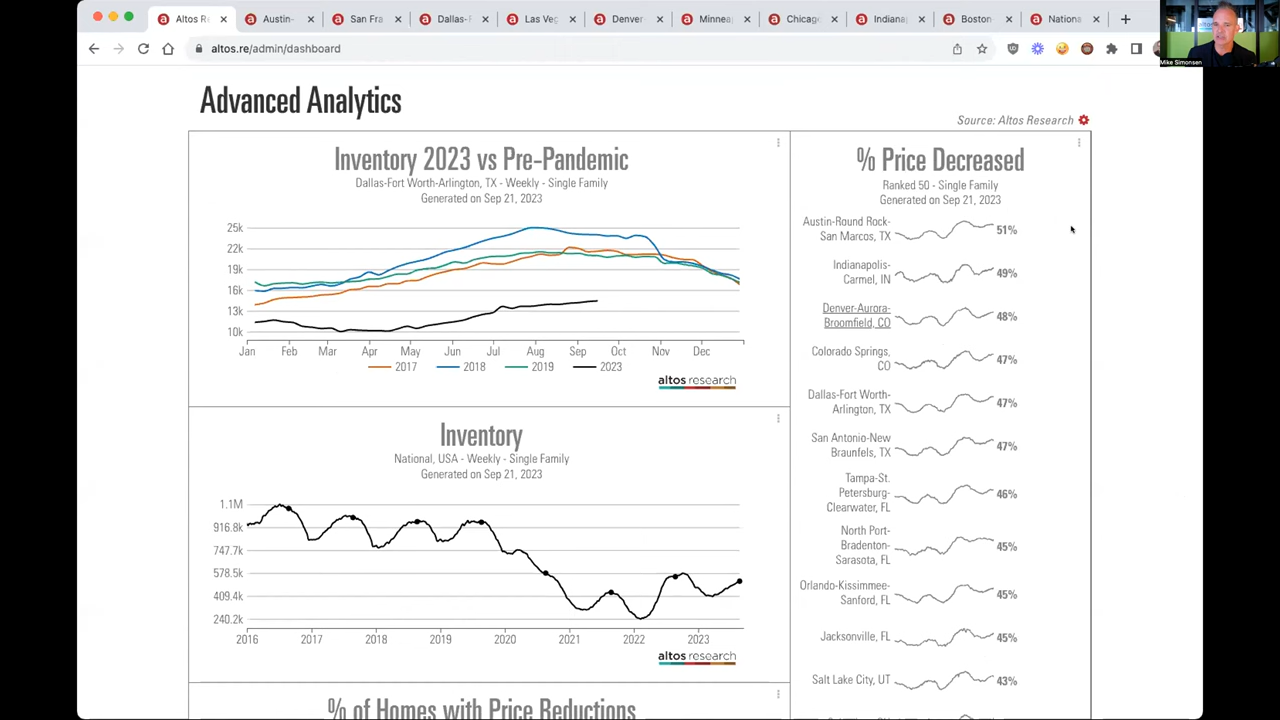 Altos Re
Austin-
San Fra
Dallas-F
Las Veg
Denver
Minneap
Chicago
Indiana
Boston-
Nationa
altos.re/admin/dashboard
Mike Simonsen
Advanced Analytics
Source: Altos Research
Inventory 2023 vs Pre-Pandemic
Dallas-Fort Worth-Arlington, TX - Weekly - Single Family
Generated on Sep 21, 2023
25k
22k
19k
16k
13k
10k
Jan Feb Mar Apr May Jun Jul Aug Sep Oct Nov Dec
2017 2018 2019 2023
altos research
Inventory
National, USA - Weekly - Single Family
Generated on Sep 21, 2023
1.1M
916.8k
747.7k
578.5k
409.4k
240.2k
2016 2017 2018 2019 2020 2021 2022 2023
altos research
% of Homes with Price Reductions
% Price Decreased
Ranked 50 - Single Family
Generated on Sep 21, 2023
Austin-Round Rock-
San Marcos, TX
51%
Indianapolis-
Carmel, IN
49%
Denver-Aurora-
Broomfield, CO
48%
Colorado Springs,
CO
47%
Dallas-Fort Worth-
Arlington, TX
47%
San Antonio-New
Braunfels, TX
47%
Tampa-St.
Petersburg-
Clearwater, FL
46%
North Port-
Bradenton-
Sarasota, FL
45%
Orlando-Kissimmee-
Sanford, FL
45%
Jacksonville, FL
45%
Salt Lake City, UT
43%